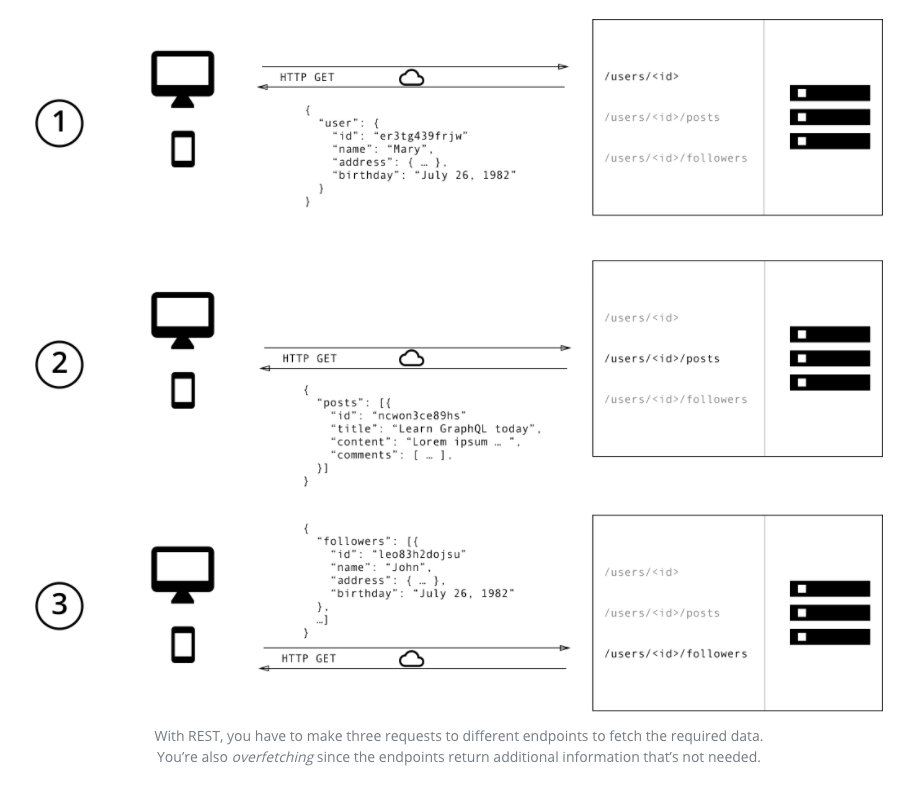 1
HTTP GET
{
"user": {
"id": "er3tg439frjw"
"name": "Mary",
"address": { … },
"birthday": "July 26, 1982"
}
}
/users/<id>
/users/<id>/posts
/users/<id>/followers
2
HTTP GET
{
"posts": [{
"id": "ncwon3ce89hs"
"title": "Learn GraphQL today",
"content": "Lorem ipsum … ",
"comments": [ … ],
}]
}
/users/<id>
/users/<id>/posts
/users/<id>/followers
3
{
"followers": [{
"id": "leo83h2dojsu"
"name": "John",
"address": { … },
"birthday": "July 26, 1982"
},
…]
}
HTTP GET
/users/<id>
/users/<id>/posts
/users/<id>/followers
With REST, you have to make three requests to different endpoints to fetch the required data.
You're also overfetching since the endpoints return additional information that's not needed.